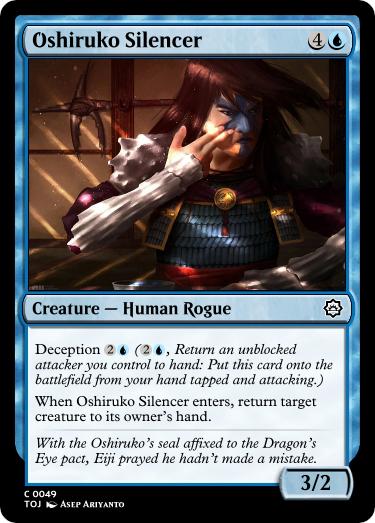 Oshiruko Silencer 4
Creature — Human Rogue
Deception 2 (2, Return an unblocked
attacker you control to hand: Put this card onto the
battlefield from your hand tapped and attacking.)
When Oshiruko Silencer enters, return target
creature to its owner's hand.
With the Oshiruko's seal affixed to the Dragon's
Eye pact, Eiji prayed he hadn't made a mistake.
3/2
C 0049
TOJ Asep Ariyanto